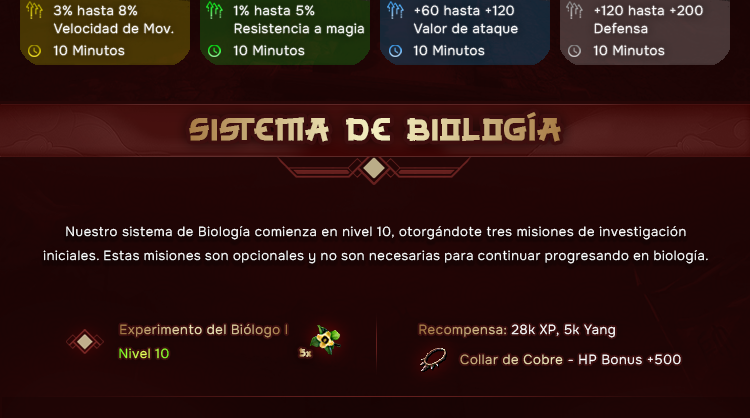 3% hasta 8%
Velocidad de Mov.
10 Minutos
1% hasta 5%
Resistencia a magia
10 Minutos
+60 hasta +120
Valor de ataque
10 Minutos
+120 hasta +200
Defensa
10 Minutos
SISTEMA DE BIOLOGÍA
Nuestro sistema de Biología comienza en nivel 10, otorgándote tres misiones de investigación
iniciales. Estas misiones son opcionales y no son necesarias para continuar progresando en biología.
Experimento del Biólogo I
Nivel 10
5x
Recompensa: 28k XP, 5k Yang
Collar de Cobre - HP Bonus +500